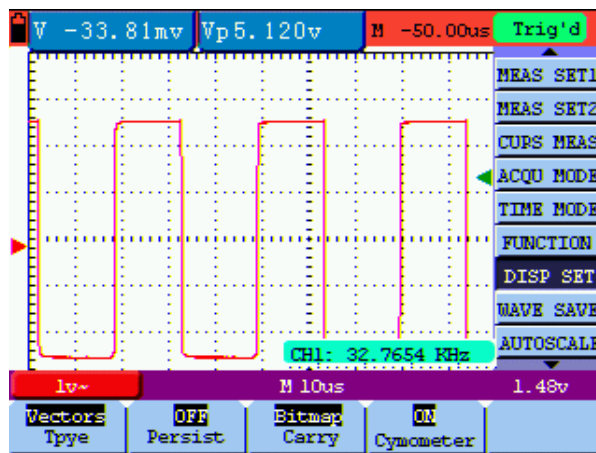 V -33.81mv Vp5.120v M -50.00us Trig'd
MEAS SET1
MEAS SET2
CURS MEAS
ACQU MODE
TIME MODE
FUNCTION
DISP SET
WAVE SAVE
AUTOSCALE
CH1: 32.7654 KHz
1v~ M 10us 1.48v
Vectors OFF Bitmap ON
Tpye Persist Carry Cymometer